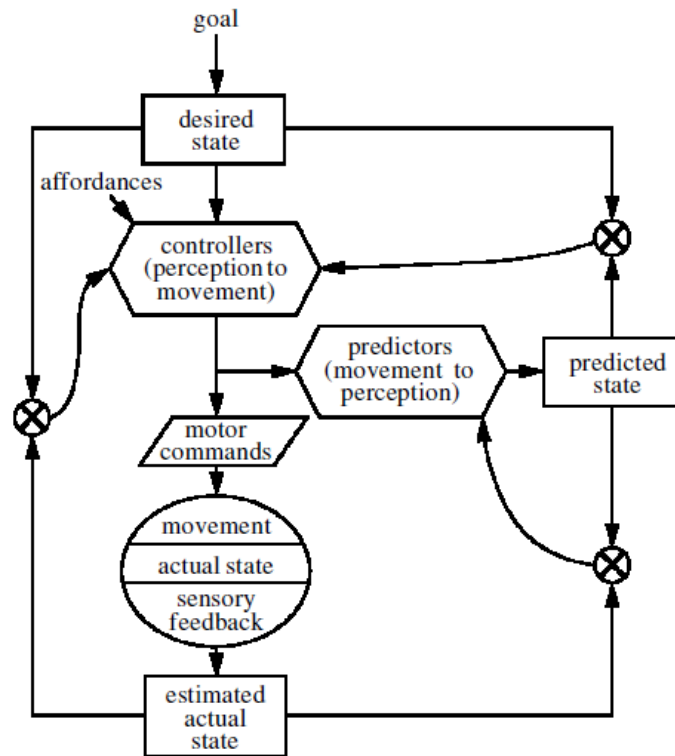 goal
desired
state
affordances
controllers
(perception to
movement)
predictors
(movement to
perception)
predicted
state
motor
commands
movement
actual state
sensory
feedback
estimated
actual
state